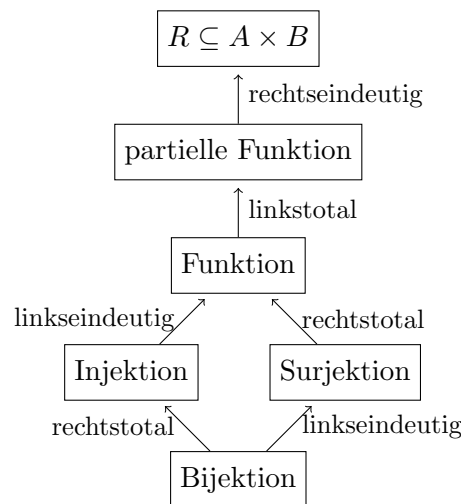 R ⊆ A × B
rechtseindeutig
partielle Funktion
linkstotal
Funktion
linkseindeutig
rechtstotal
Injektion
Surjektion
rechtstotal
linkseindeutig
Bijektion